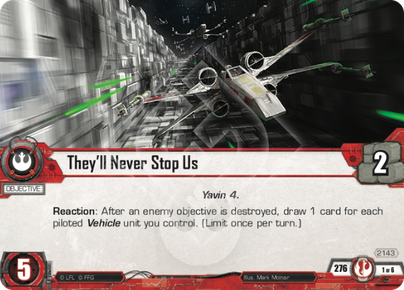 They'll Never Stop Us
2
OBJECTIVE
Yavin 4.
Reaction: After an enemy objective is destroyed, draw 1 card for each
piloted Vehicle unit you control. (Limit once per turn.)
2143
5
© LFL © FFG
Illus. Mark Molnar
276
1 of 6